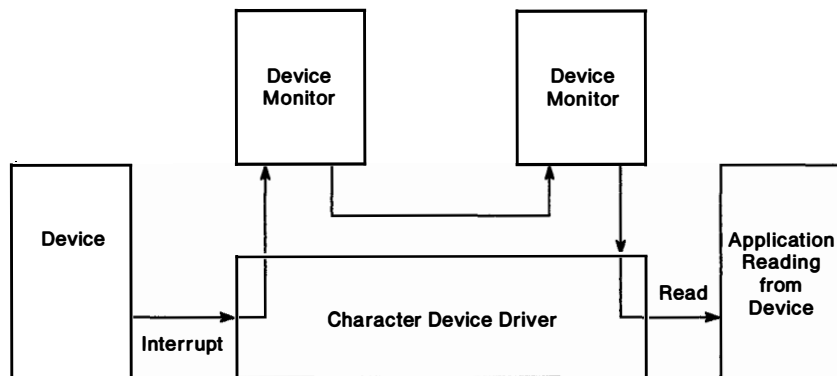 Device
Monitor
Device
Monitor
Device
Interrupt
Character Device Driver
Read
Application
Reading
from
Device